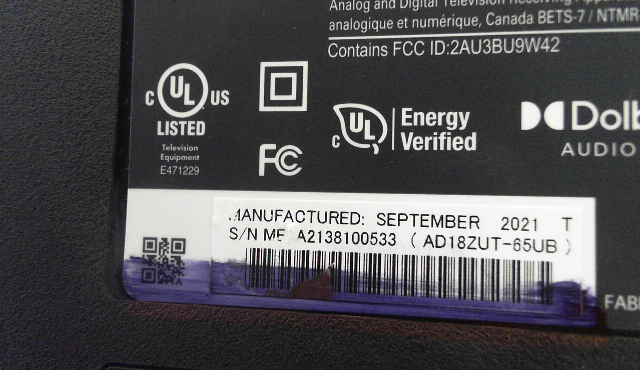 Analog and Digital Television Receiving
analogique et numérique, Canada BETS-7 / NTMR
Contains FCC ID:2AU3BU9W42
c UL US
LISTED
Television
Equipment
E471229
FC
c UL Energy
Verified
Dolb
AUDIO
MANUFACTURED: SEPTEMBER 2021 T
S/N ME A2138100533 ( AD18ZUT-65UB )
FAB